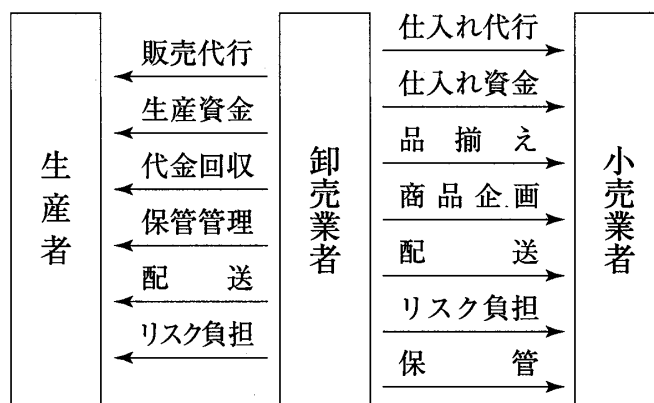 生産者
販売代行
生産資金
代金回収
保管管理
配送
リスク負担
卸売業者
仕入れ代行
仕入れ資金
品揃え
商品企画
配送
リスク負担
保管
小売業者